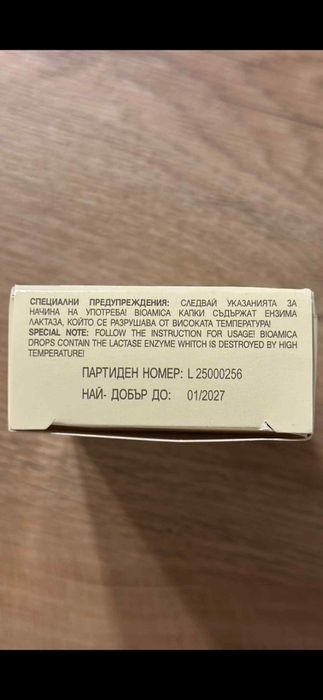 СПЕЦИАЛНИ ПРЕДУПРЕЖДЕНИЯ: СЛЕДВАЙ УКАЗАНИЯТА ЗА
НАЧИНА НА УПОТРЕБА! BIOAMICA КАПКИ СЪДЪРЖАТ ЕНЗИМА
ЛАКТАЗА, КОЙТО СЕ РАЗРУШАВА ОТ ВИСОКАТА ТЕМПЕРАТУРА!
SPECIAL NOTE: FOLLOW THE INSTRUCTION FOR USAGE! BIOAMICA
DROPS CONTAIN THE LACTASE ENZYME WHITCH IS DESTROYED BY HIGH
TEMPERATURE!
ПАРТИДЕН НОМЕР: L 25000256
НАЙ- ДОБЪР ДО: 01/2027